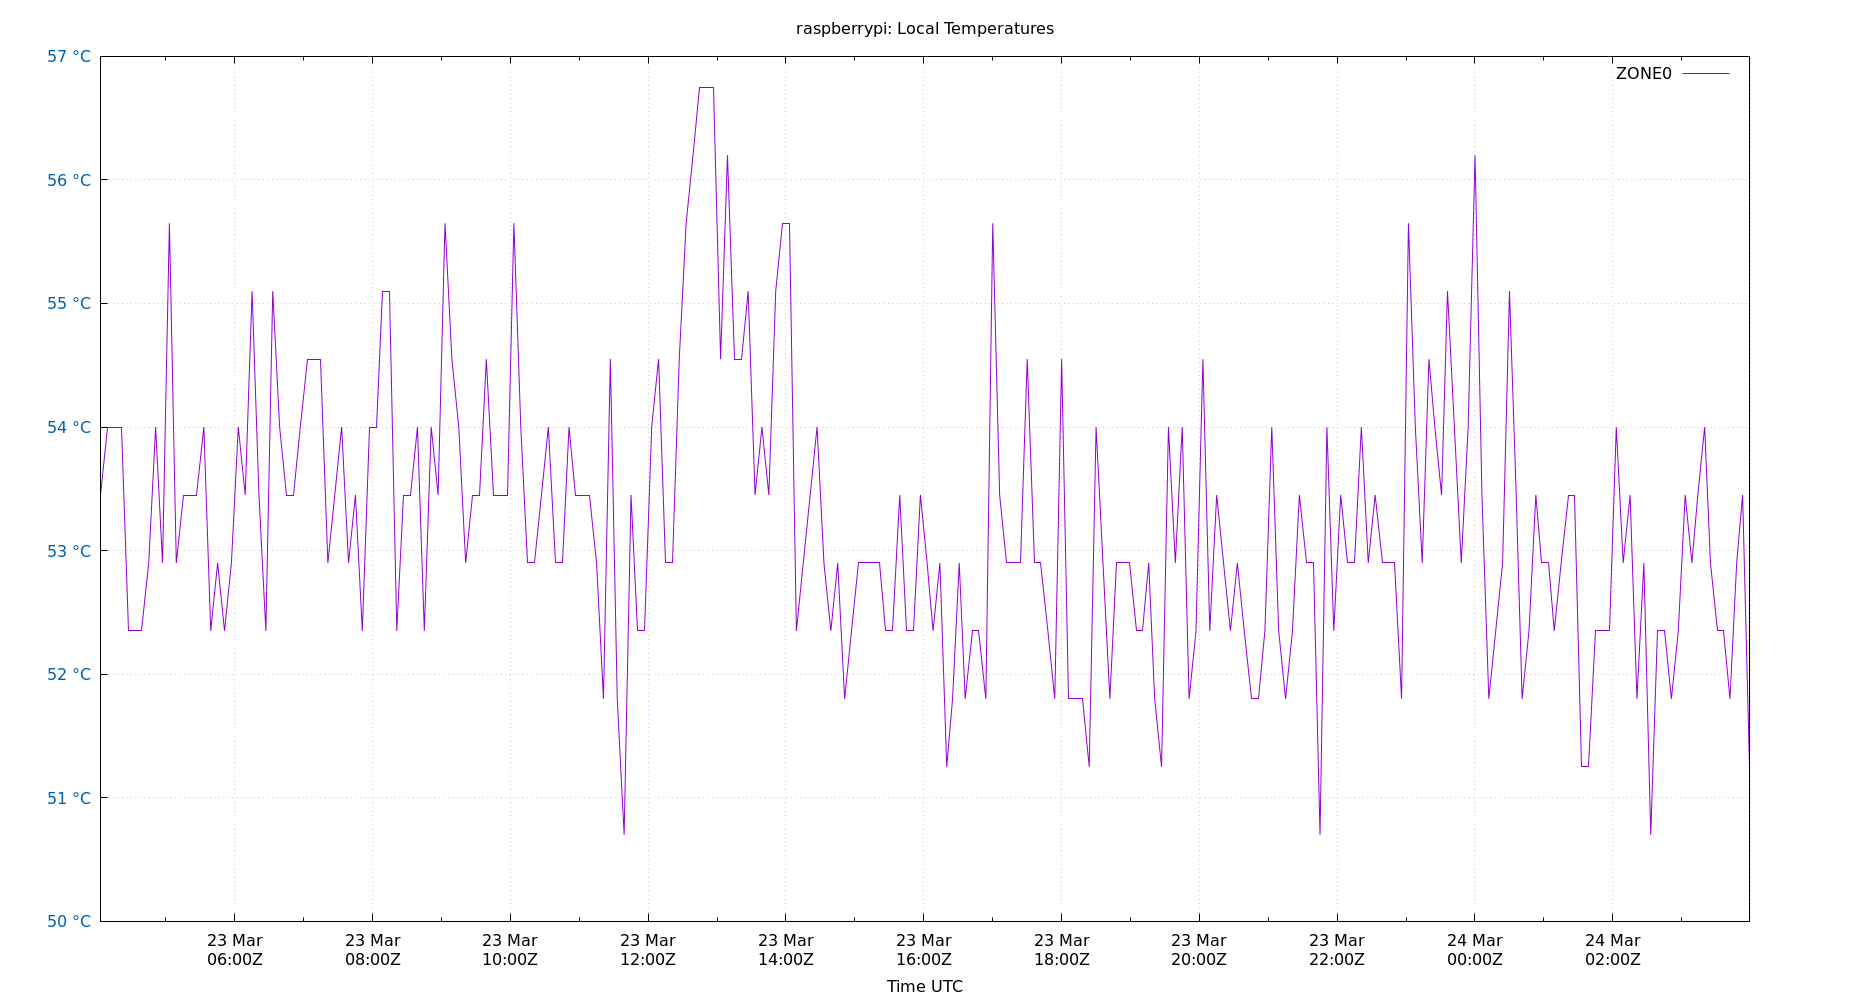 raspberrypi: Local Temperatures
57 °C
ZONE0
56 °C
55 °C
54 °C
53 °C
52 °C
51 °C
50 °C
23 Mar 23 Mar 23 Mar 23 Mar 23 Mar 23 Mar 23 Mar 23 Mar 23 Mar 24 Mar 24 Mar
06:00Z 08:00Z 10:00Z 12:00Z 14:00Z 16:00Z 18:00Z 20:00Z 22:00Z 00:00Z 02:00Z
Time UTC